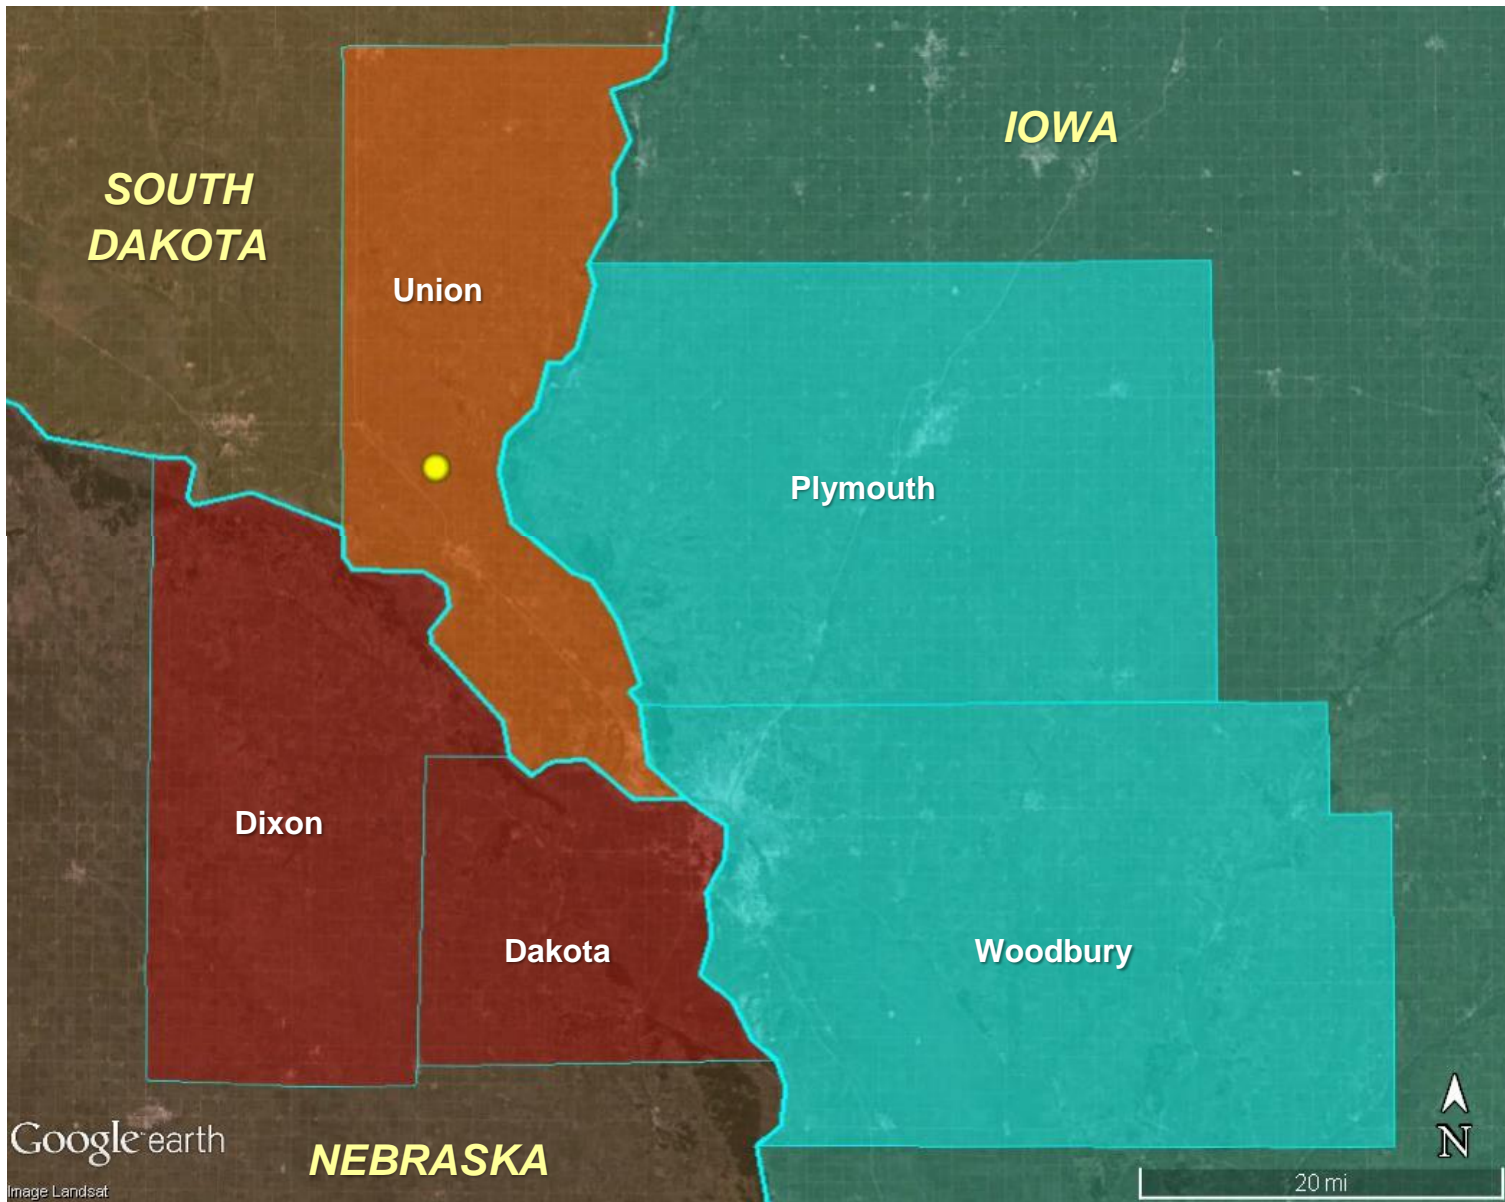 IOWA
SOUTH
DAKOTA
Union
Plymouth
Dixon
Dakota
Woodbury
N
Google earth
NEBRASKA
20 mi
Image Landsat